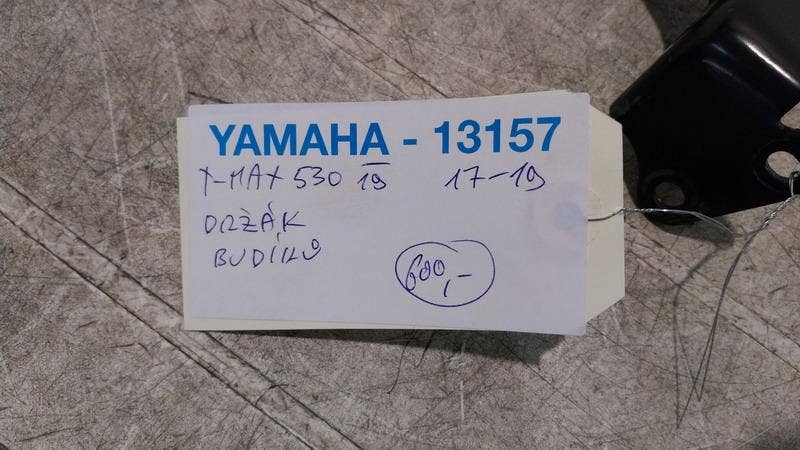 YAMAHA - 13157
T-MAX 530 19 17-19
DRŽÁK
BUDÍKŮ
600,-